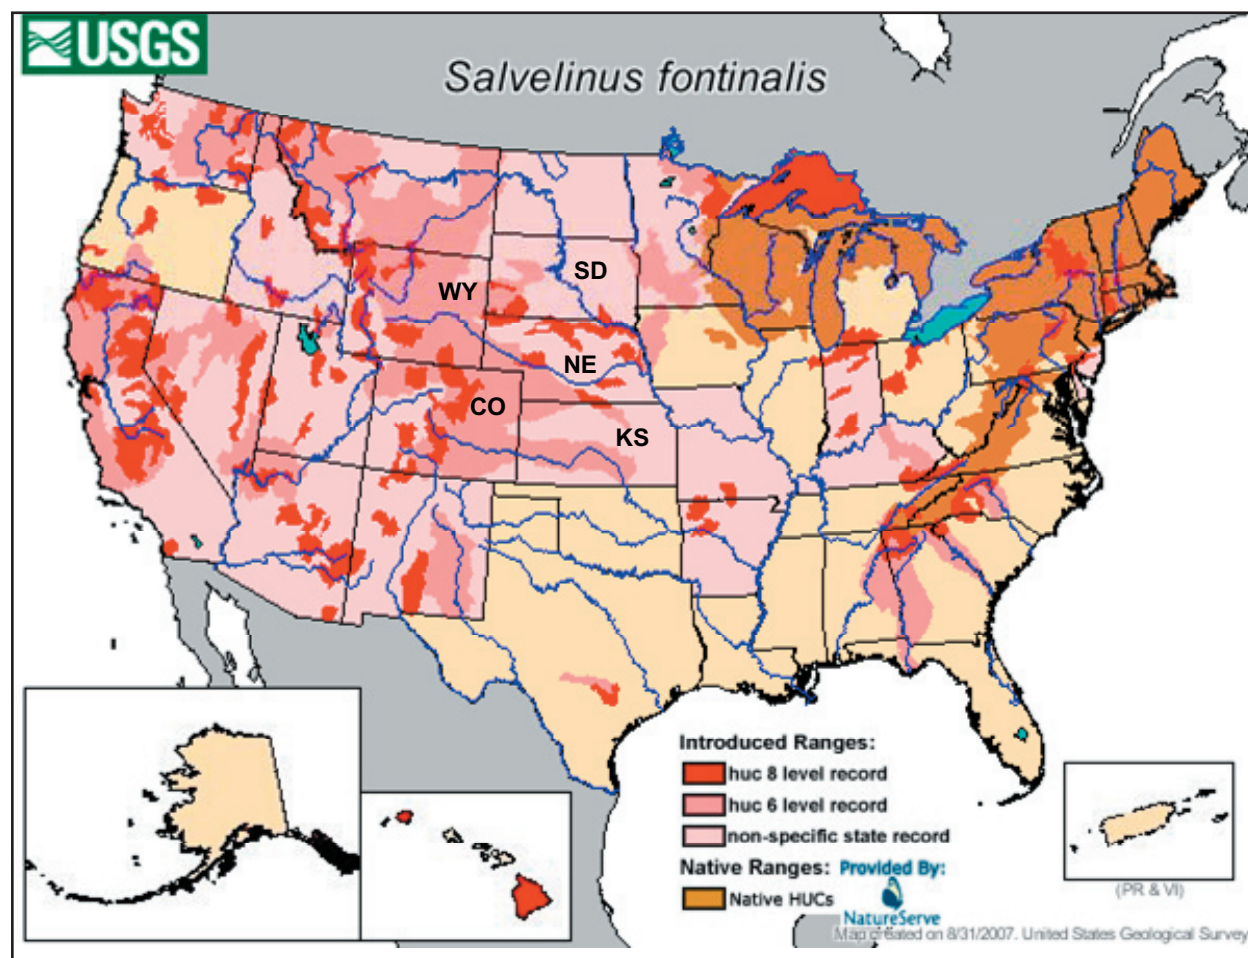 USGS
Salvelinus fontinalis
SD
WY
NE
CO
KS
Introduced Ranges:
huc 8 level record
huc 6 level record
non-specific state record
Native Ranges: Provided By:
Native HUCs
NatureServe
(PR & VI)
Map created on 8/31/2007. United States Geological Survey